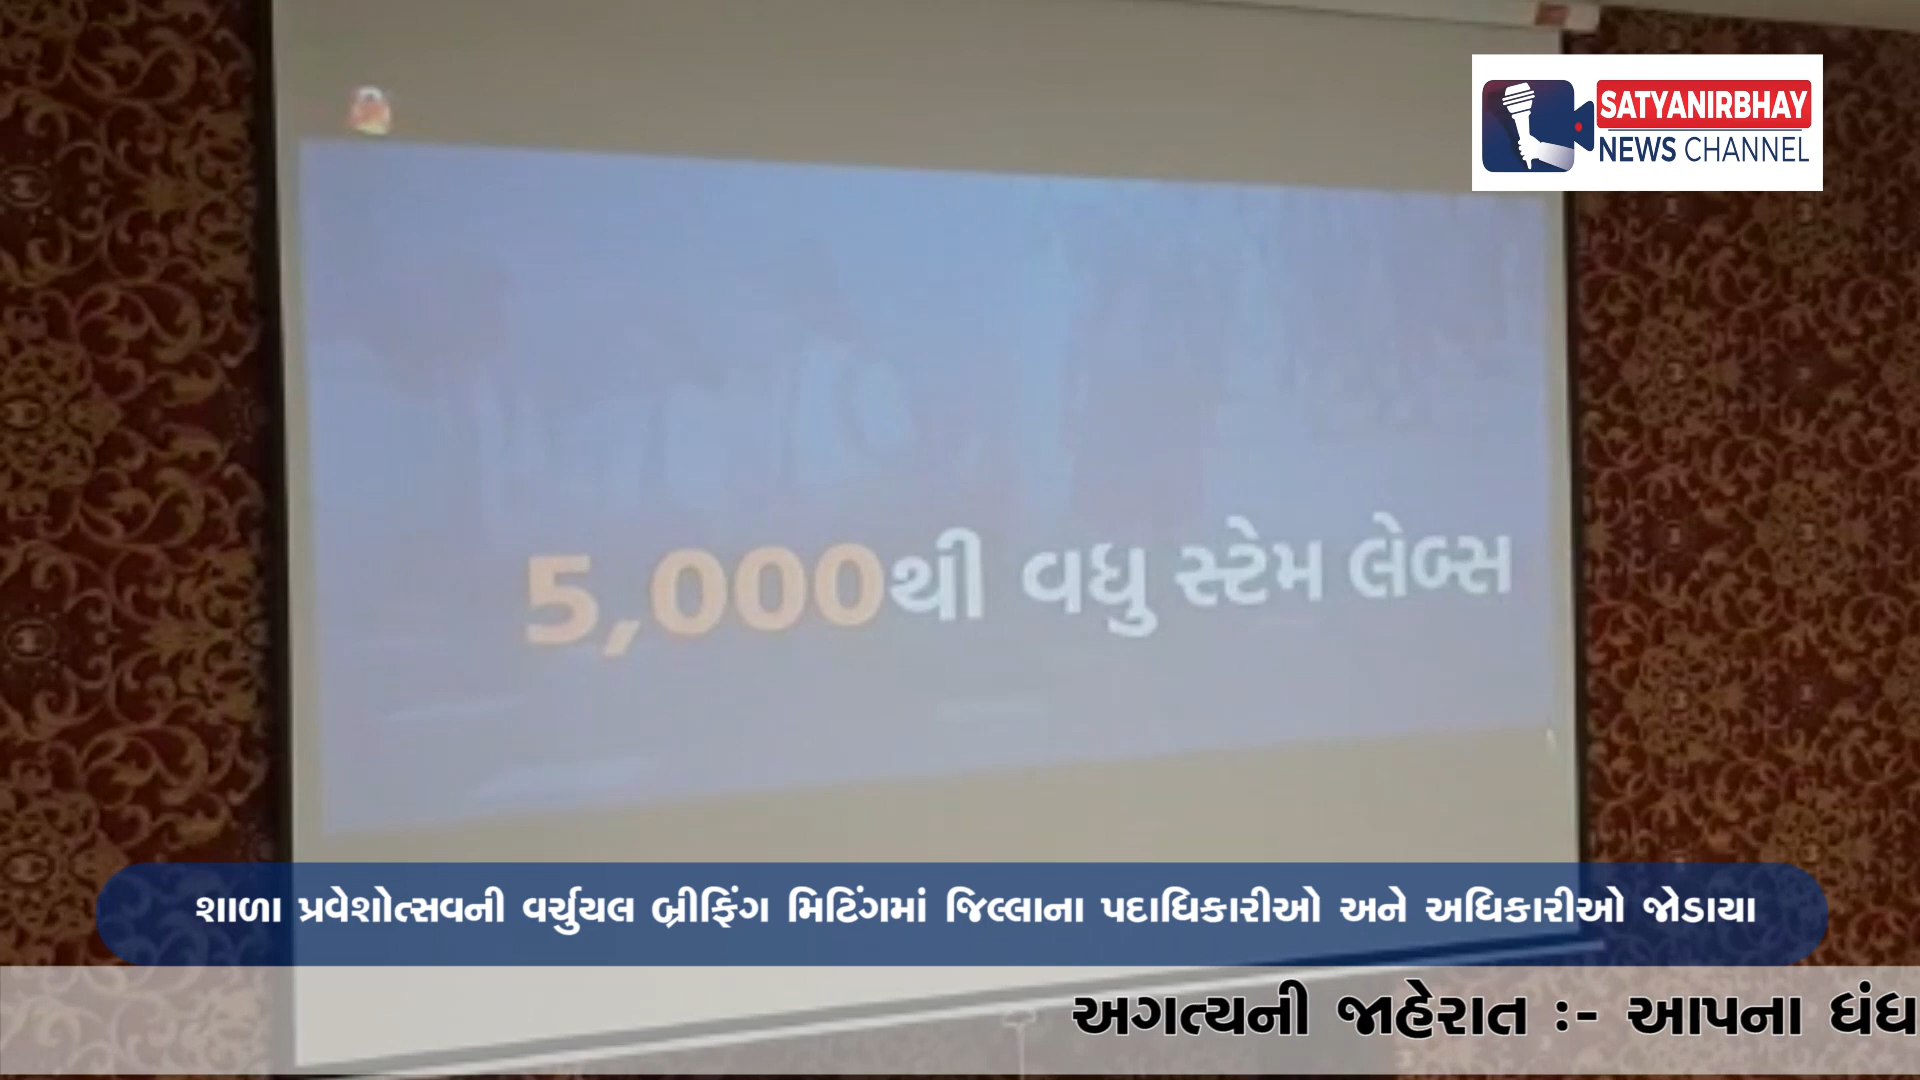 SATYANIRBHAY
NEWS CHANNEL
5,000થી વધુ સ્ટેમ લેબ્સ
શાળા પ્રવેશોત્સવની વર્ચુયલ બ્રીફિંગ મિટિંગમાં જિલ્લાના પદાધિકારીઓ અને અધિકારીઓ જોડાયા
અગત્યની જાહેરાત :- આપના ધંધ